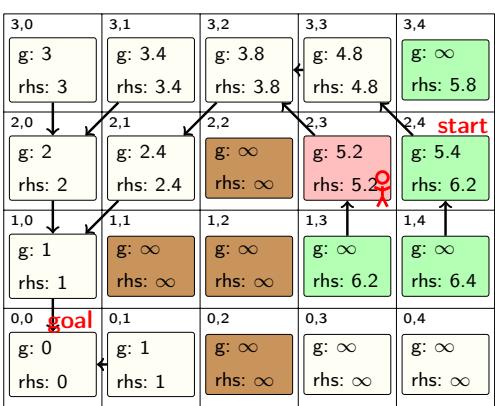 3,0 3,1 3,2 3,3 3,4
g: 3 g: 3.4 g: 3.8 g: 4.8 g: ∞
rhs: 3 rhs: 3.4 rhs: 3.8 rhs: 4.8 rhs: 5.8
2,0 2,1 2,2 2,3 2,4 start
g: 2 g: 2.4 g: ∞ g: 5.2 g: 5.4
rhs: 2 rhs: 2.4 rhs: ∞ rhs: 5.2 rhs: 6.2
1,0 1,1 1,2 1,3 1,4
g: 1 g: ∞ g: ∞ g: ∞ g: ∞
rhs: 1 rhs: ∞ rhs: ∞ rhs: 6.2 rhs: 6.4
0,0 goal 0,1 0,2 0,3 0,4
g: 0 g: 1 g: ∞ g: ∞ g: ∞
rhs: 0 rhs: 1 rhs: ∞ rhs: ∞ rhs: ∞